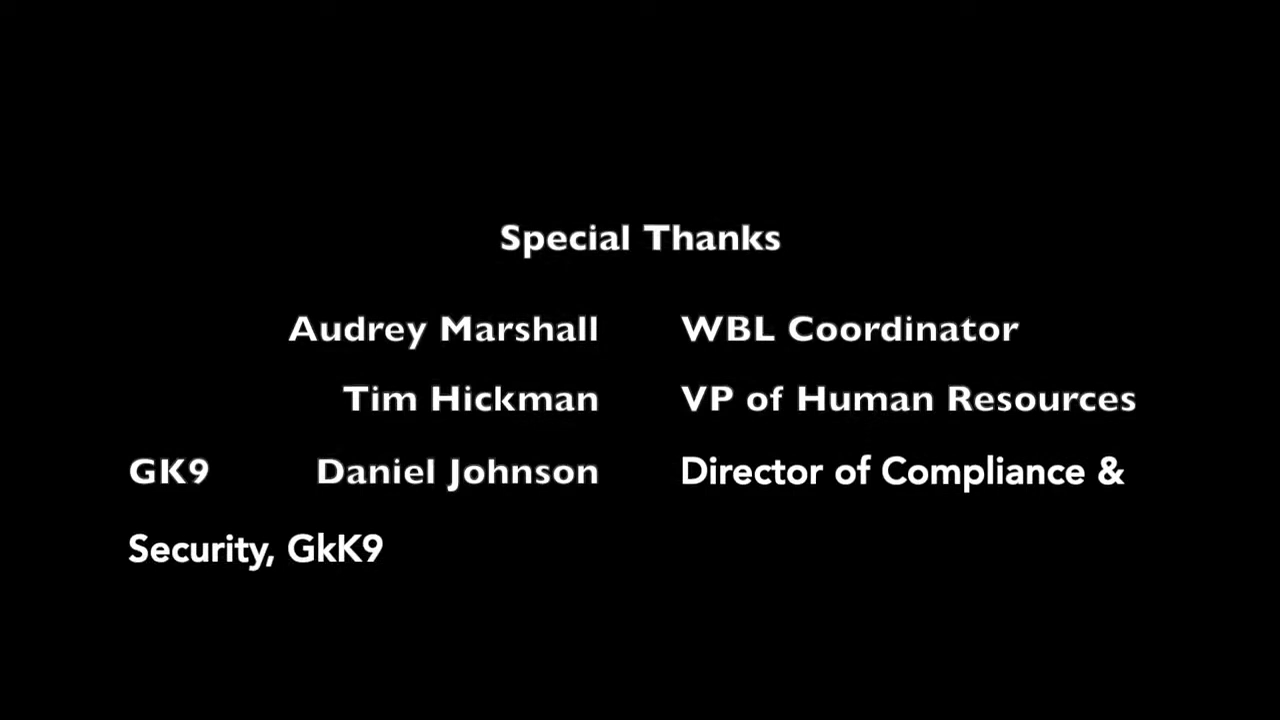 Special Thanks
Audrey Marshall WBL Coordinator
Tim Hickman VP of Human Resources
GK9 Daniel Johnson Director of Compliance &
Security, GkK9